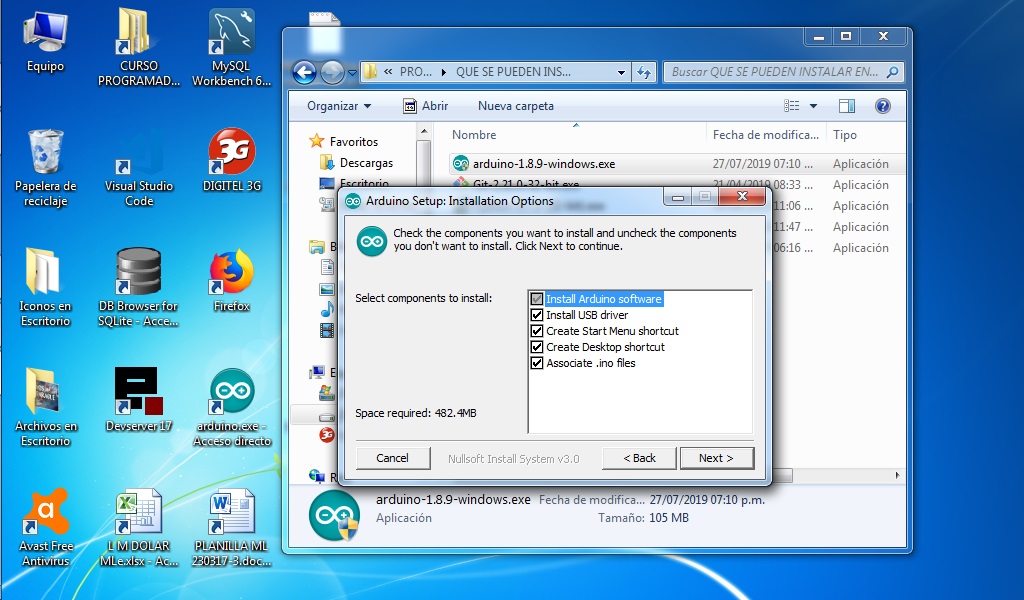 Equipo
CURSO
PROGRAMAD...
MySQL
Workbench 6...
Papelera de
reciclaje
Visual Studio
Code
DIGITEL 3G
Iconos en
Escritorio
DB Browser for
SQLite - Acce...
Firefox
Archivos en
Escritorio
Devserver17
arduino.exe -
Acceso directo
Avast Free
Antivirus
L M DOLAR
MLe.xlsx - Ac...
PLANILLA ML
230317-3.doc...
« PRO... QUE SE PUEDEN INS...
Buscar QUE SE PUEDEN INSTALAR EN...
Organizar Abrir Nueva carpeta
Favoritos
Descargas
Escritorio
Nombre Fecha de modifica... Tipo
arduino-1.8.9-windows.exe 27/07/2019 07:10 ... Aplicación
Git-2.21.0-32-bit.exe 21/04/2019 08:33 ... Aplicación
11:06 ... Aplicación
11:47 ... Aplicación
06:16 ... Aplicación
Arduino Setup: Installation Options
Check the components you want to install and uncheck the components
you don't want to install. Click Next to continue.
Select components to install:
Install Arduino software
Install USB driver
Create Start Menu shortcut
Create Desktop shortcut
Associate .ino files
Space required: 482.4MB
Cancel Nullsoft Install System v3.0 < Back Next >
arduino-1.8.9-windows.exe Fecha de modifica... 27/07/2019 07:10 p.m.
Aplicación Tamaño: 105 MB